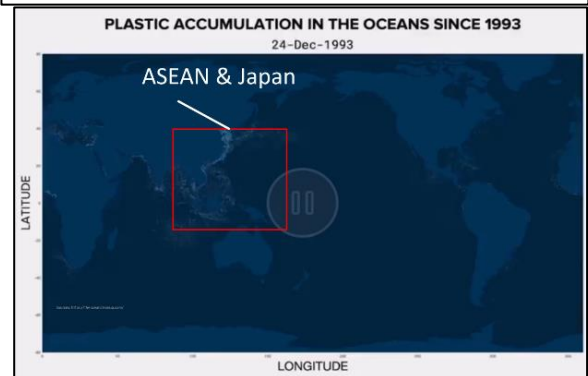 PLASTIC ACCUMULATION IN THE OCEANS SINCE 1993
24-Dec-1993
ASEAN & Japan
LATITUDE
LONGITUDE